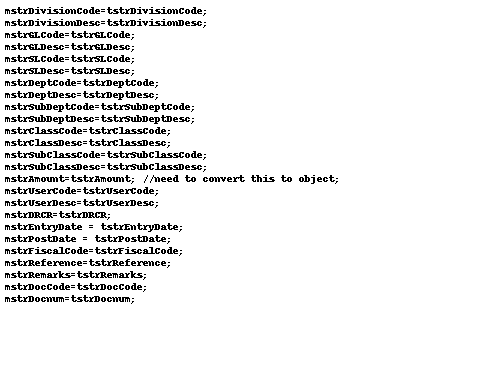 mstrDivisionCode=tstrDivisionCode;
mstrDivisionDesc=tstrDivisionDesc;
mstrGLCode=tstrGLCode;
mstrGLDesc=tstrGLDesc;
mstrSLCode=tstrSLCode;
mstrSLDesc=tstrSLDesc;
mstrDeptCode=tstrDeptCode;
mstrDeptDesc=tstrDeptDesc;
mstrSubDeptCode=tstrSubDeptCode;
mstrSubDeptDesc=tstrSubDeptDesc;
mstrClassCode=tstrClassCode;
mstrClassDesc=tstrClassDesc;
mstrSubClassCode=tstrSubClassCode;
mstrSubClassDesc=tstrSubClassDesc;
mstrAmount=tstrAmount; //need to convert this to object;
mstrUserCode=tstrUserCode;
mstrUserDesc=tstrUserDesc;
mstrDRCR=tstrDRCR;
mstrEntryDate = tstrEntryDate;
mstrPostDate = tstrPostDate;
mstrFiscalCode=tstrFiscalCode;
mstrReference=tstrReference;
mstrRemarks=tstrRemarks;
mstrDocCode=tstrDocCode;
mstrDocnum=tstrDocnum;